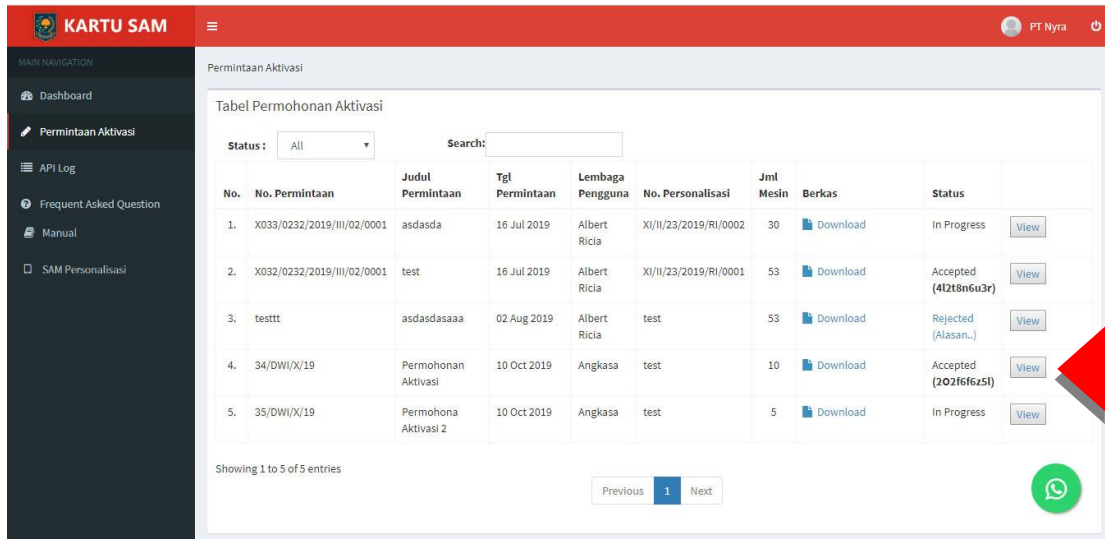 KARTU SAM
PT Nyra
MAIN NAVIGATION
Dashboard
Permintaan Aktivasi
API Log
Frequent Asked Question
Manual
SAM Personalisasi
Permintaan Aktivasi
Tabel Permohonan Aktivasi
Status : All Search:
No. No. Permintaan Judul Permintaan Tgl Permintaan Lembaga Pengguna No. Personalisasi Jml Mesin Berkas Status
1. X033/0232/2019/III/02/0001 asdasda 16 Jul 2019 Albert Ricia XI/II/23/2019/RI/0002 30 Download In Progress View
2. X032/0232/2019/III/02/0001 test 16 Jul 2019 Albert Ricia XI/II/23/2019/RI/0001 53 Download Accepted (4l2t8n6u3r) View
3. testtt asdasdasaaa 02 Aug 2019 Albert Ricia test 53 Download Rejected (Alasan..) View
4. 34/DWI/X/19 Permohonan Aktivasi 10 Oct 2019 Angkasa test 10 Download Accepted (2O2f6f6z5l) View
5. 35/DWI/X/19 Permohona Aktivasi 2 10 Oct 2019 Angkasa test 5 Download In Progress View
Showing 1 to 5 of 5 entries
Previous 1 Next